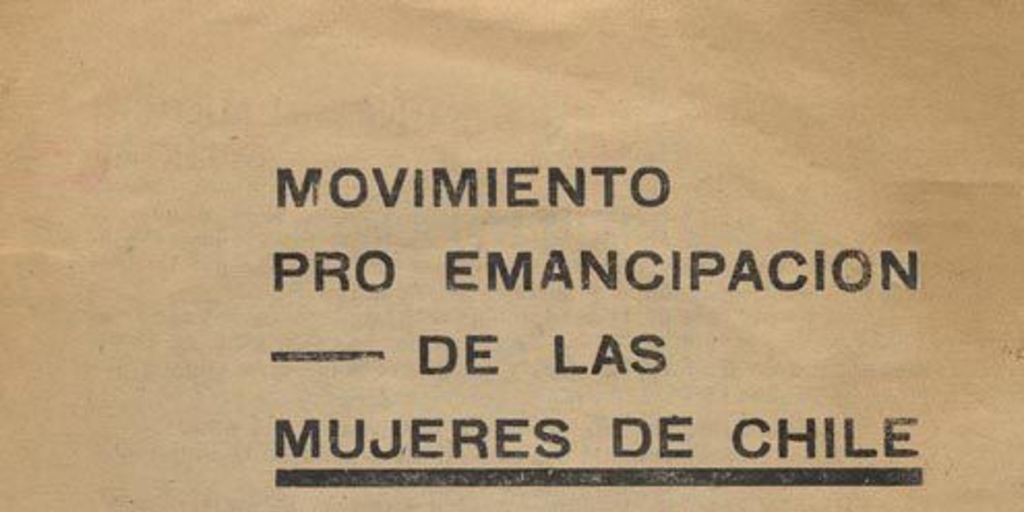 MOVIMIENTO
PRO EMANCIPACION
— DE LAS
MUJERES DE CHILE